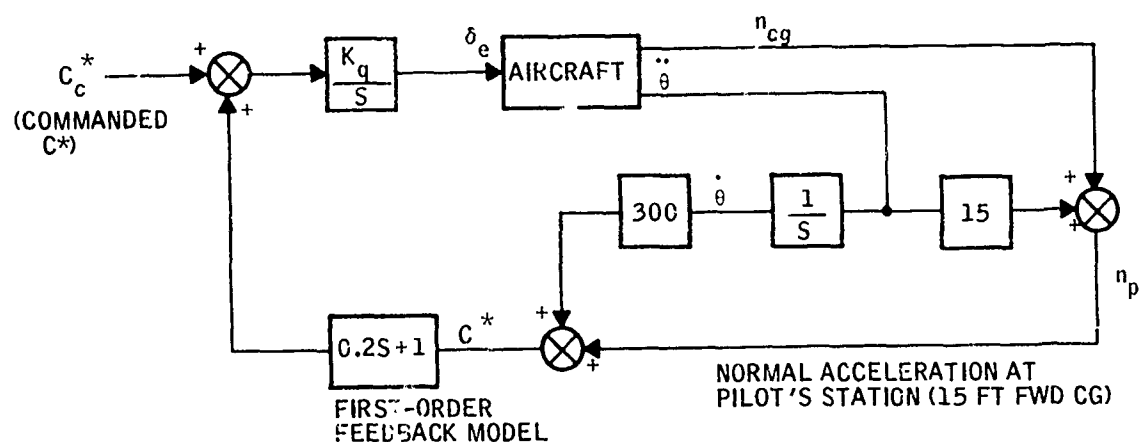 n_cg
C_c^*
(COMMANDED
C*)
+
+
K_q
S
δ_e
AIRCRAFT
θ̈
300
θ̇
1
S
15
+
+
n_p
+
+
C*
0.2S+1
FIRST-ORDER
FEEDBACK MODEL
NORMAL ACCELERATION AT
PILOT'S STATION (15 FT FWD CG)